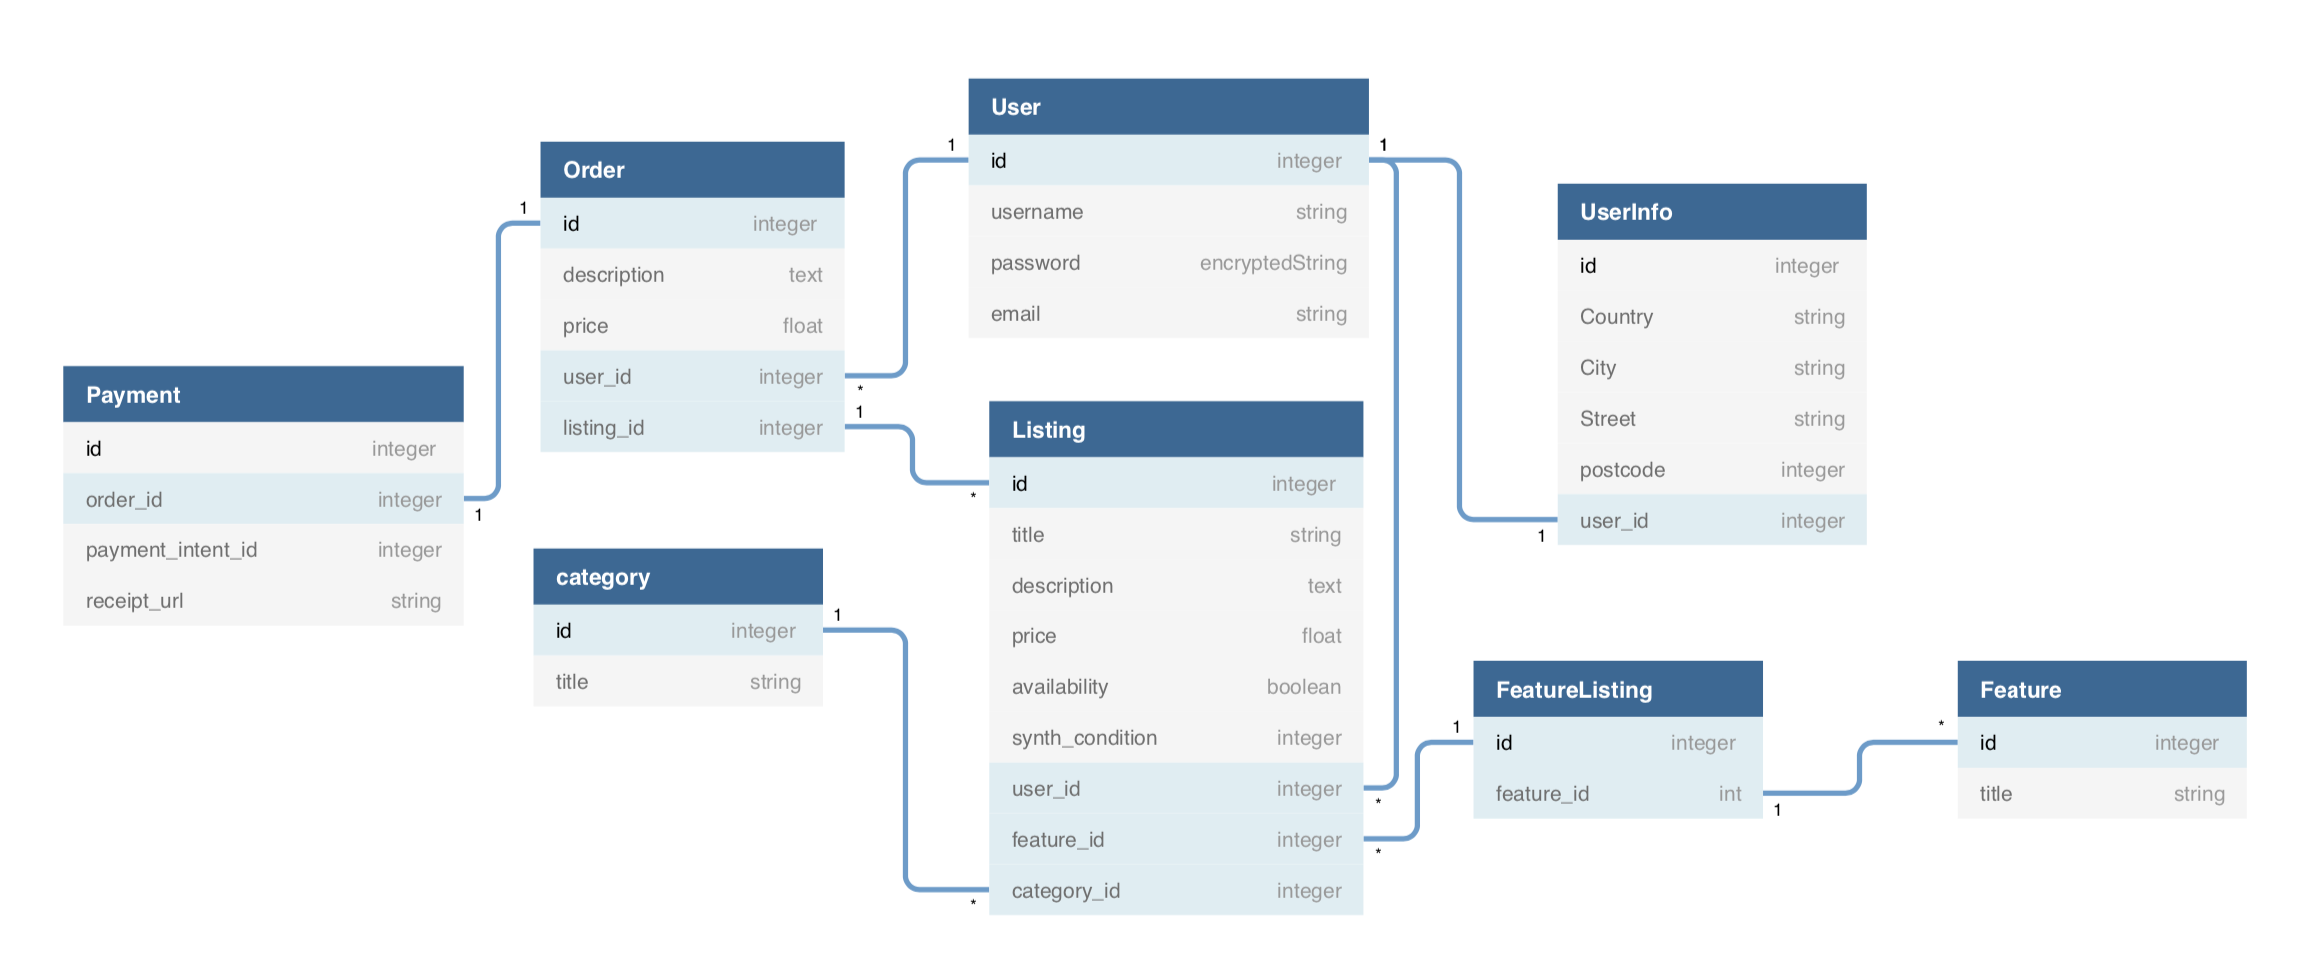 User
id integer
username string
password encryptedString
email string
1
1
Order
id integer
description text
price float
user_id integer
listing_id integer
1
*
1
UserInfo
id integer
Country string
City string
Street string
postcode integer
user_id integer
1
Payment
id integer
order_id integer
payment_intent_id integer
receipt_url string
1
Listing
id integer
title string
description text
price float
availability boolean
synth_condition integer
user_id integer
feature_id integer
category_id integer
*
*
*
*
category
id integer
title string
1
FeatureListing
id integer
feature_id int
1
1
Feature
id integer
title string
*